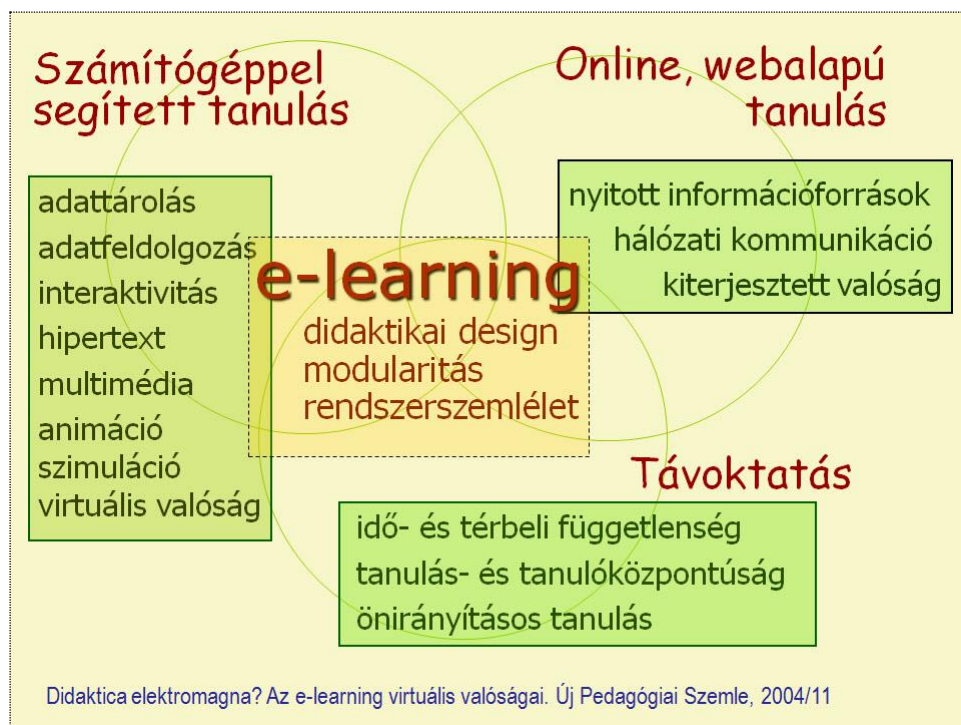 Számítógéppel
segített tanulás
adattárolás
adatfeldolgozás
interaktivitás
hipertext
multimédia
animáció
szimuláció
virtuális valóság
Online, webalapú
tanulás
nyitott információforrások
hálózati kommunikáció
kiterjesztett valóság
e-learning
didaktikai design
modularitás
rendszerszemlélet
Távoktatás
idő- és térbeli függetlenség
tanulás- és tanulóközpontúság
önirányításos tanulás
Didactica elektromagna? Az e-learning virtuális valóságai. Új Pedagógiai Szemle, 2004/11